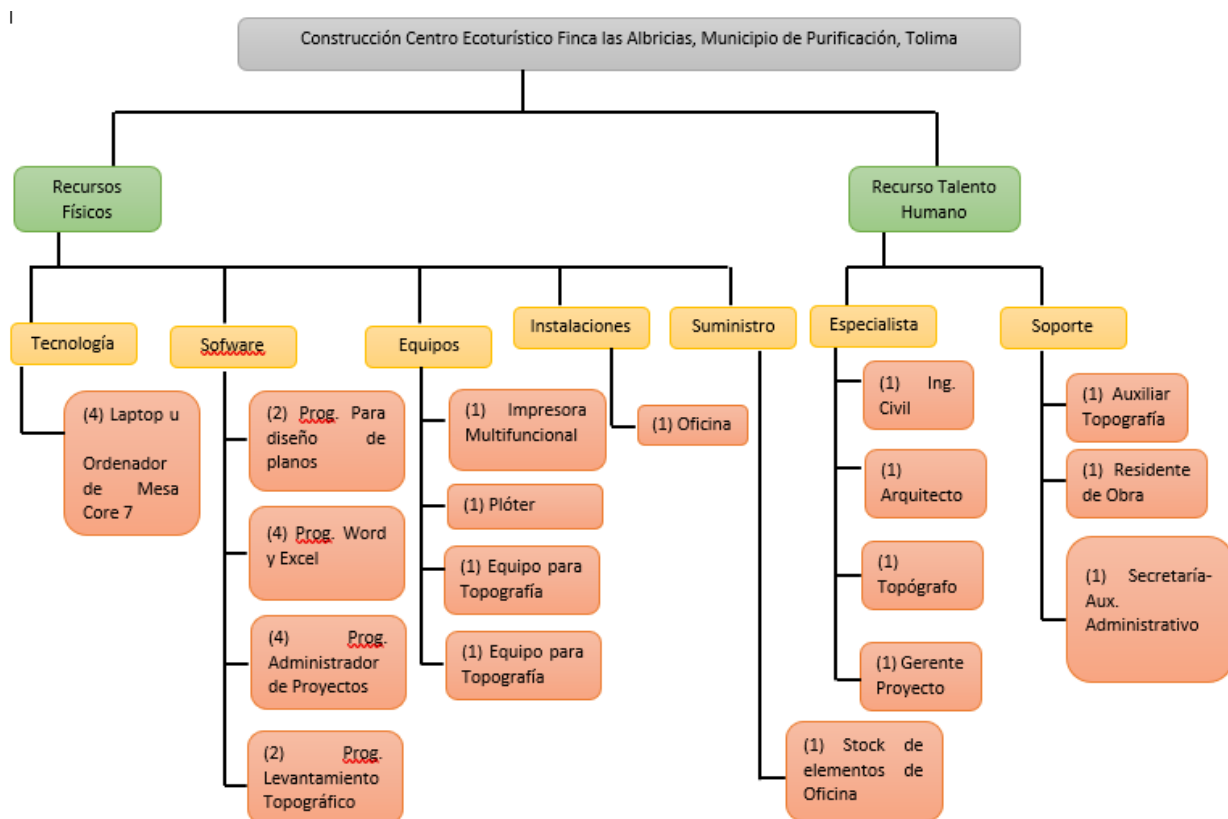 Construcción Centro Ecoturístico Finca las Albricias, Municipio de Purificación, Tolima
Recursos
Físicos
Recurso Talento
Humano
Tecnología
Sofware
Equipos
Instalaciones
Suministro
Especialista
Soporte
(4) Laptop u
Ordenador
de Mesa
Core 7
(2) Prog. Para
diseño de
planos
(4) Prog. Word
y Excel
(4) Prog.
Administrador
de Proyectos
(2) Prog.
Levantamiento
Topográfico
(1) Impresora
Multifuncional
(1) Plóter
(1) Equipo para
Topografía
(1) Equipo para
Topografía
(1) Oficina
(1) Stock de
elementos de
Oficina
(1) Ing.
Civil
(1)
Arquitecto
(1)
Topógrafo
(1) Gerente
Proyecto
(1) Auxiliar
Topografía
(1) Residente
de Obra
(1) Secretaría-
Aux.
Administrativo